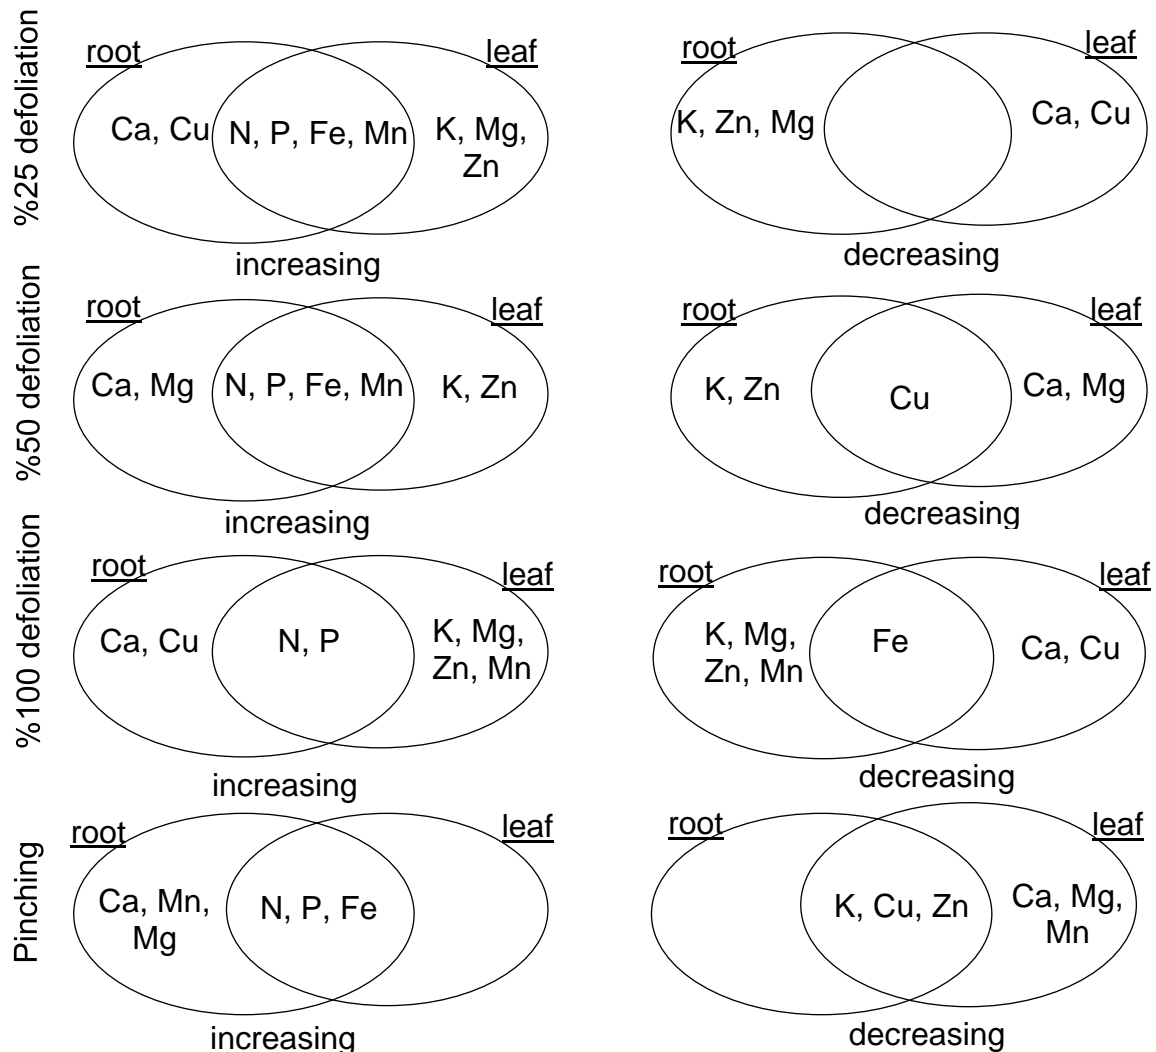 %25 defoliation
root
leaf
Ca, Cu
N, P, Fe, Mn
K, Mg,
Zn
increasing
root
leaf
K, Zn, Mg
Ca, Cu
decreasing
%50 defoliation
root
leaf
Ca, Mg
N, P, Fe, Mn
K, Zn
increasing
root
leaf
K, Zn
Cu
Ca, Mg
decreasing
%100 defoliation
root
leaf
Ca, Cu
N, P
K, Mg,
Zn, Mn
increasing
root
leaf
K, Mg,
Zn, Mn
Fe
Ca, Cu
decreasing
Pinching
root
leaf
Ca, Mn,
Mg
N, P, Fe
increasing
root
leaf
K, Cu, Zn
Ca, Mg,
Mn
decreasing